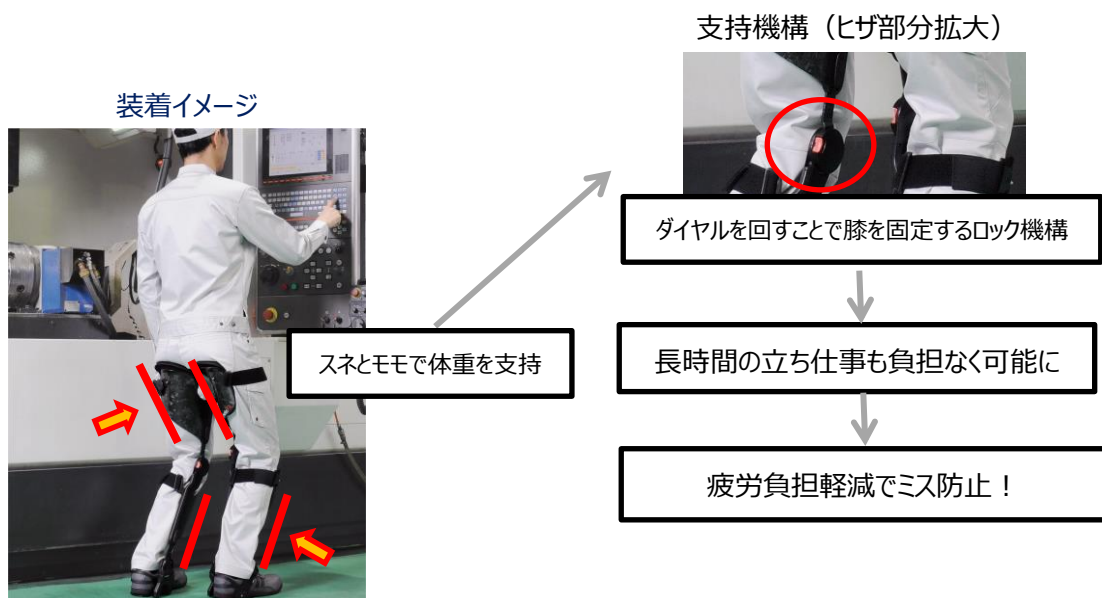 支持機構（ヒザ部分拡大）
装着イメージ
ダイヤルを回すことで膝を固定するロック機構
スネとモモで体重を支持
長時間の立ち仕事も負担なく可能に
疲労負担軽減でミス防止！